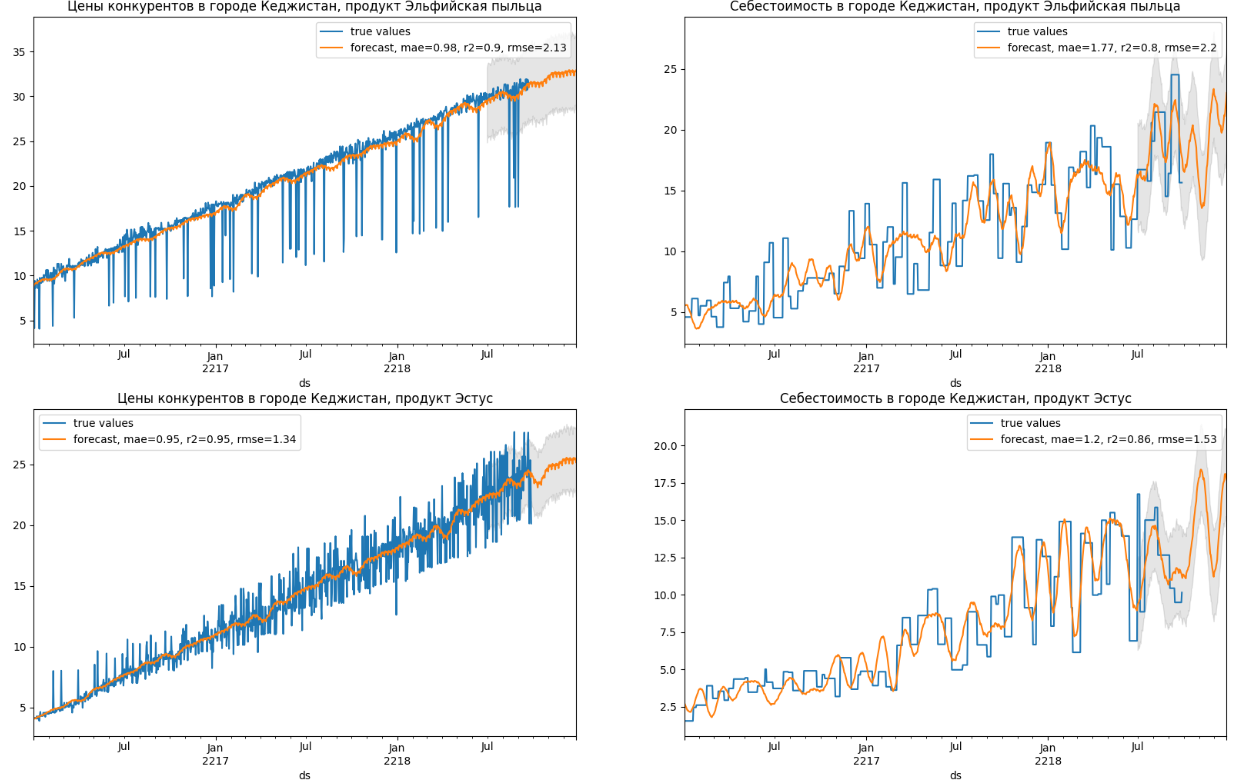 Цены конкурентов в городе Кеджистан, продукт Эльфийская пыльца
true values
forecast, mae=0.98, r2=0.9, rmse=2.13
35
30
25
20
15
10
5
Jul
Jan
2217
Jul
Jan
2218
Jul
ds
Себестоимость в городе Кеджистан, продукт Эльфийская пыльца
true values
forecast, mae=1.77, r2=0.8, rmse=2.2
25
20
15
10
5
Jul
Jan
2217
Jul
Jan
2218
Jul
ds
Цены конкурентов в городе Кеджистан, продукт Эстус
true values
forecast, mae=0.95, r2=0.95, rmse=1.34
25
20
15
10
5
Jul
Jan
2217
Jul
Jan
2218
Jul
ds
Себестоимость в городе Кеджистан, продукт Эстус
true values
forecast, mae=1.2, r2=0.86, rmse=1.53
20.0
17.5
15.0
12.5
10.0
7.5
5.0
2.5
Jul
Jan
2217
Jul
Jan
2218
Jul
ds